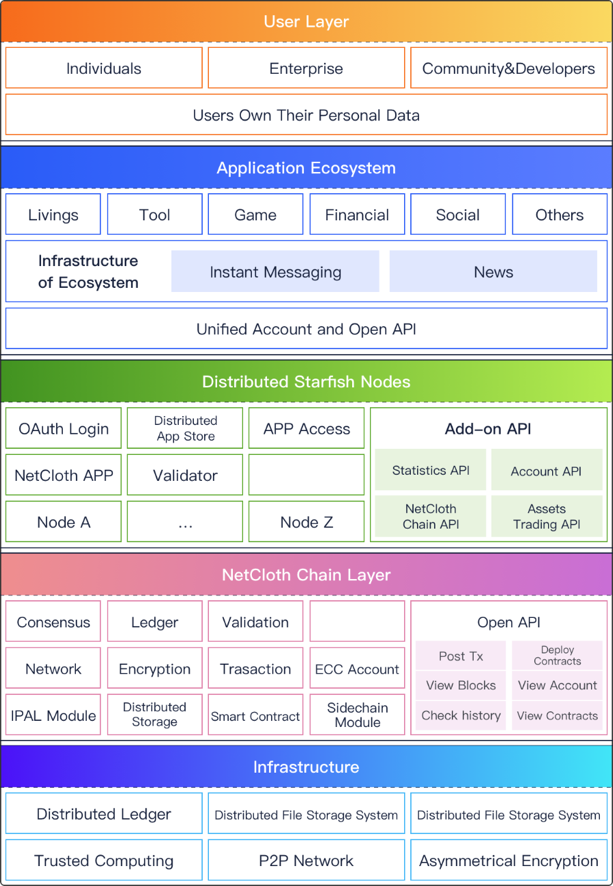 User Layer
Individuals
Enterprise
Community&Developers
Users Own Their Personal Data
Application Ecosystem
Livings
Tool
Game
Financial
Social
Others
Infrastructure
of Ecosystem
Instant Messaging
News
Unified Account and Open API
Distributed Starfish Nodes
OAuth Login
Distributed
App Store
APP Access
NetCloth APP
Validator
Node A
...
Node Z
Add-on API
Statistics API
Account API
NetCloth
Chain API
Assets
Trading API
NetCloth Chain Layer
Consensus
Ledger
Validation
Network
Encryption
Trasaction
ECC Account
IPAL Module
Distributed
Storage
Smart Contract
Sidechain
Module
Open API
Post Tx
Deploy
Contracts
View Blocks
View Account
Check history
View Contracts
Infrastructure
Distributed Ledger
Distributed File Storage System
Distributed File Storage System
Trusted Computing
P2P Network
Asymmetrical Encryption